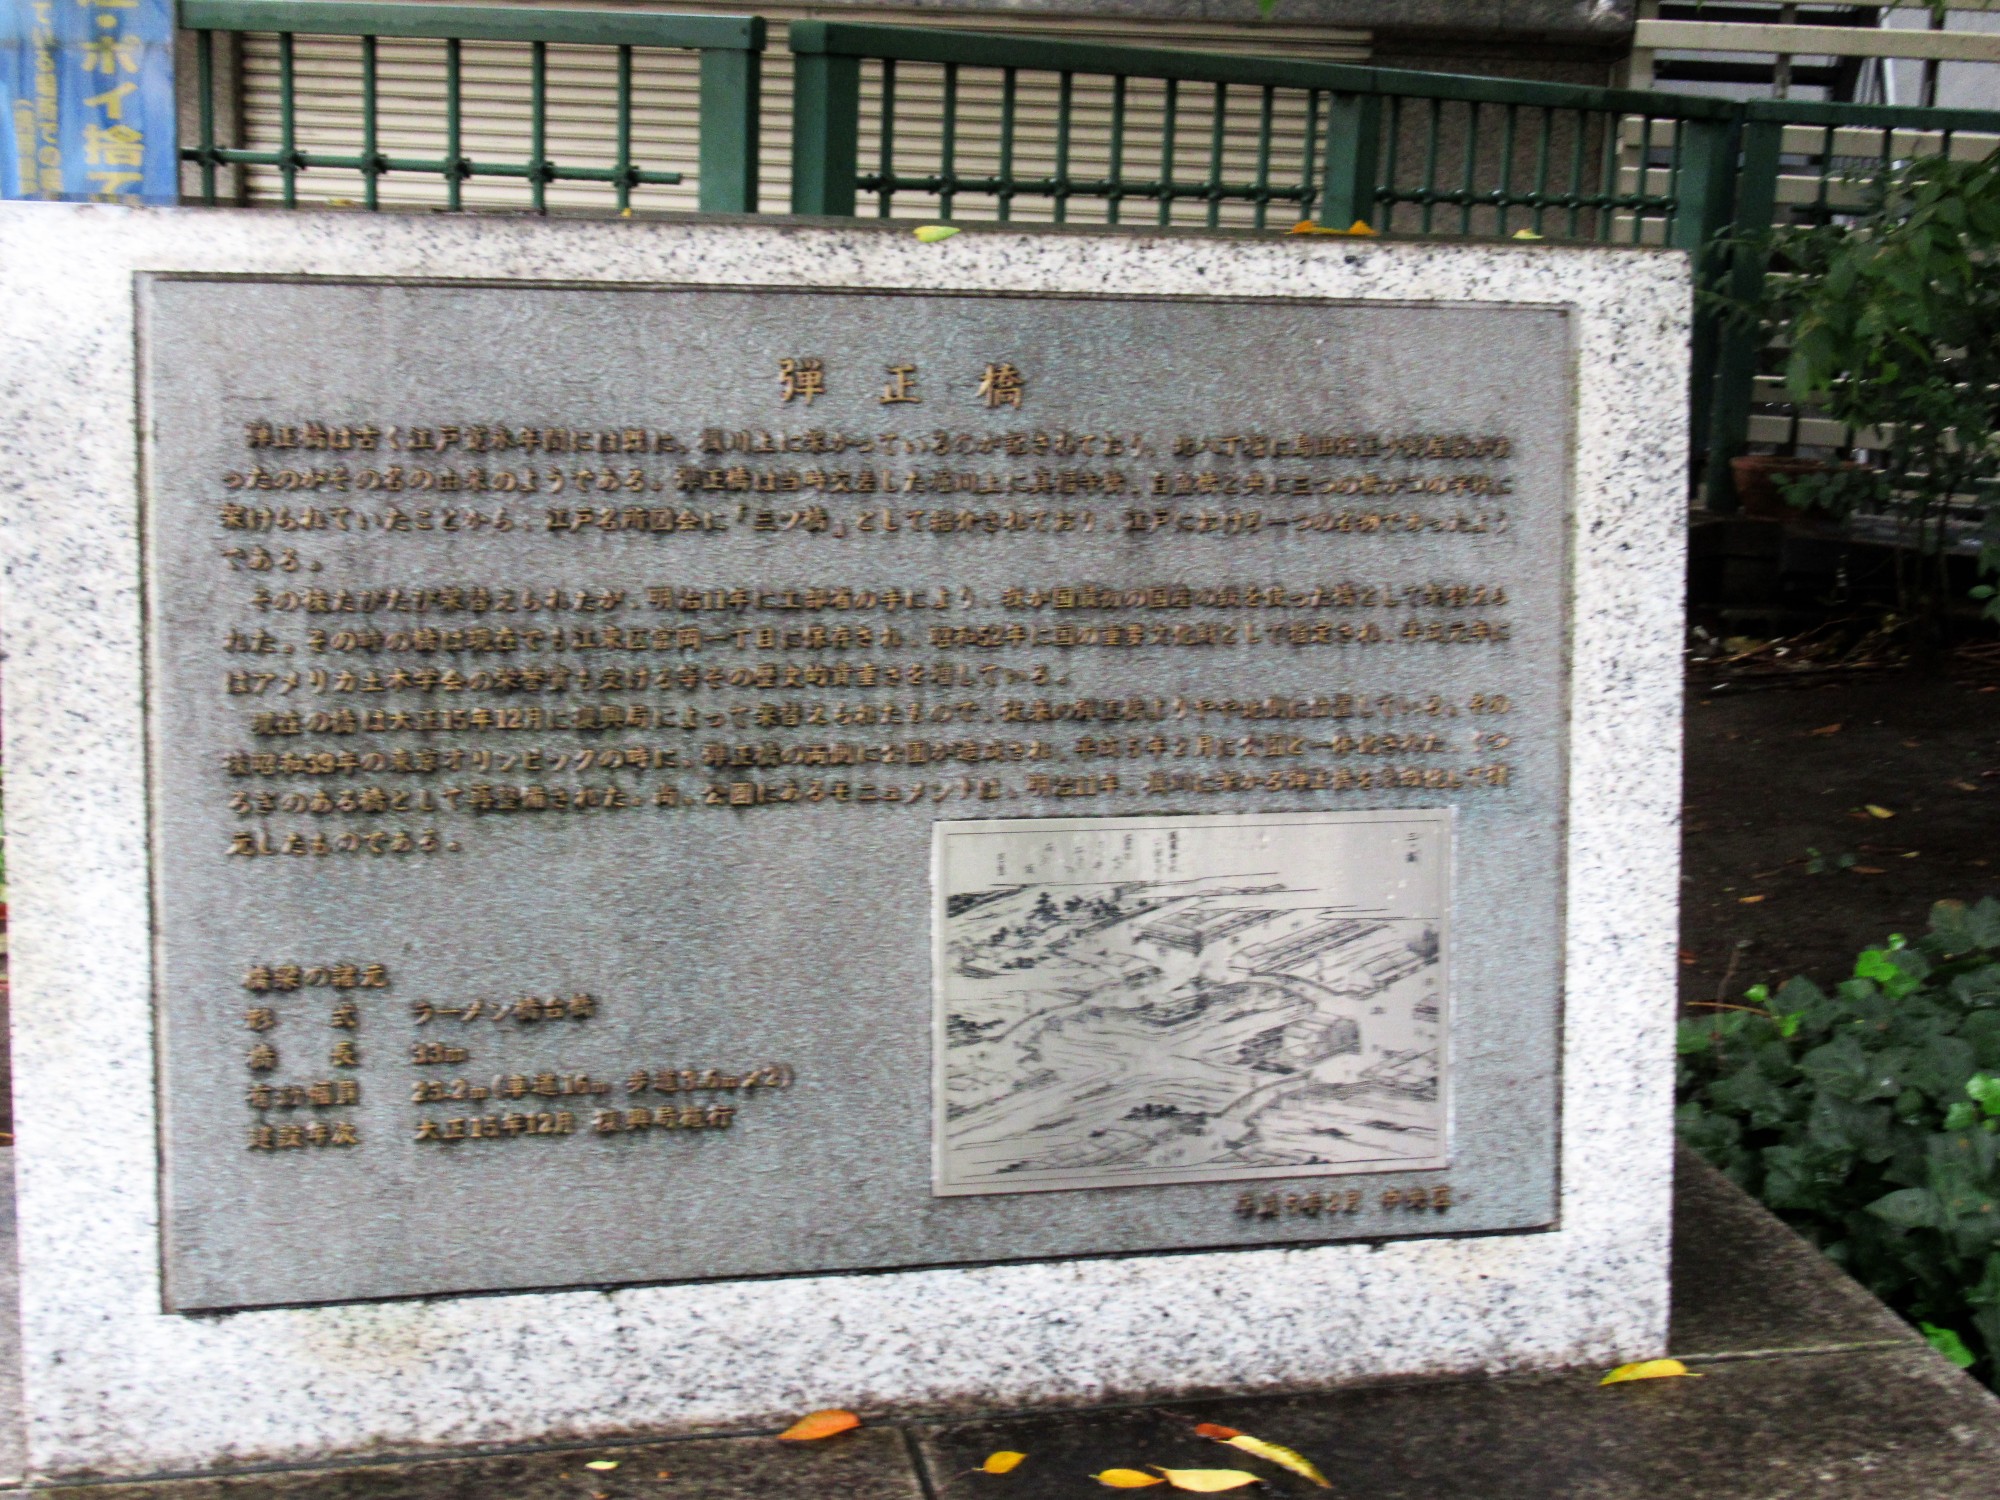 弾正橋
弾正橋は古く江戸寛永年間には既に、楓川上に架かっているのが記されており、北八丁堀に島田弾正少弼屋敷があ
ったのがその名の由来のようである。弾正橋は当時交差した堀川上に真福寺橋、白魚橋と共に三つの橋がコの字状に
架けられていたことから、江戸名所図会に「三ツ橋」として紹介されており、江戸における一つの名物であったよう
である。
その後たびたび架替えられたが、明治11年に工部省の手により、我が国最初の国産の鉄を使った橋として架替えら
れた。その時の橋は現在でも江東区富岡一丁目に保存され、昭和52年に国の重要文化財として指定され、平成元年に
はアメリカ土木学会の栄誉賞も受ける等その歴史的貴重さを増している。
現在の橋は大正15年12月に復興局によって架替えられたもので、従来の弾正橋よりやや北側に位置している。その
後昭和39年の東京オリンピックの時に、弾正橋の両側に公園が造成され、平成5年2月に公園と一体化された、くつ
ろぎのある橋として再整備された。尚、公園にあるモニュメントは、明治11年、楓川に架かる弾正橋を
元したものである。
橋梁の諸元
形 式 ラーメン橋台橋
橋 長 33m
有効幅員 25.2m(車道16m 歩道3.6m×2)
建設年次 大正15年12月 復興局施行
三ツ橋
平成5年2月 中央区